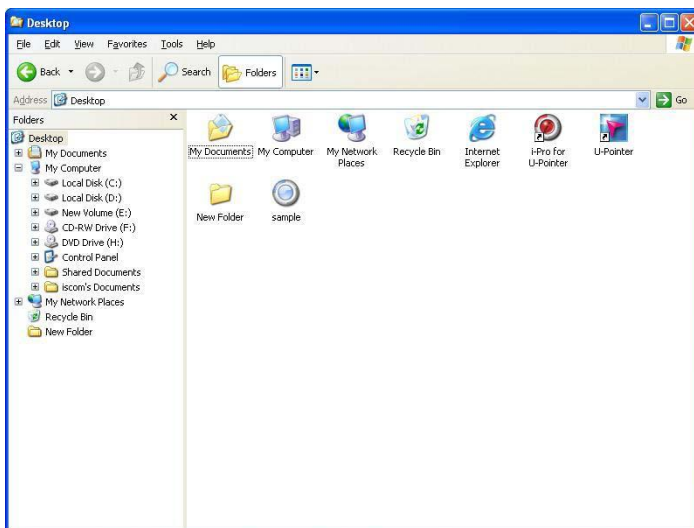 Desktop
File Edit View Favorites Tools Help
Back Search Folders
Address Desktop Go
Folders
Desktop
My Documents
My Computer
Local Disk (C:)
Local Disk (D:)
New Volume (E:)
CD-RW Drive (F:)
DVD Drive (H:)
Control Panel
Shared Documents
iscom's Documents
My Network Places
Recycle Bin
New Folder
My Documents My Computer My Network Places Recycle Bin Internet Explorer i-Pro for U-Pointer U-Pointer
New Folder sample